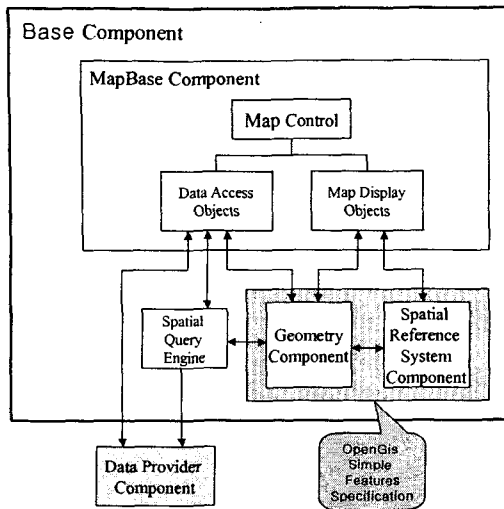 Base Component
MapBase Component
Map Control
Data Access
Objects
Map Display
Objects
Spatial
Query
Engine
Geometry
Component
Spatial
Reference
System
Component
Data Provider
Component
OpenGis
Simple
Features
Specification